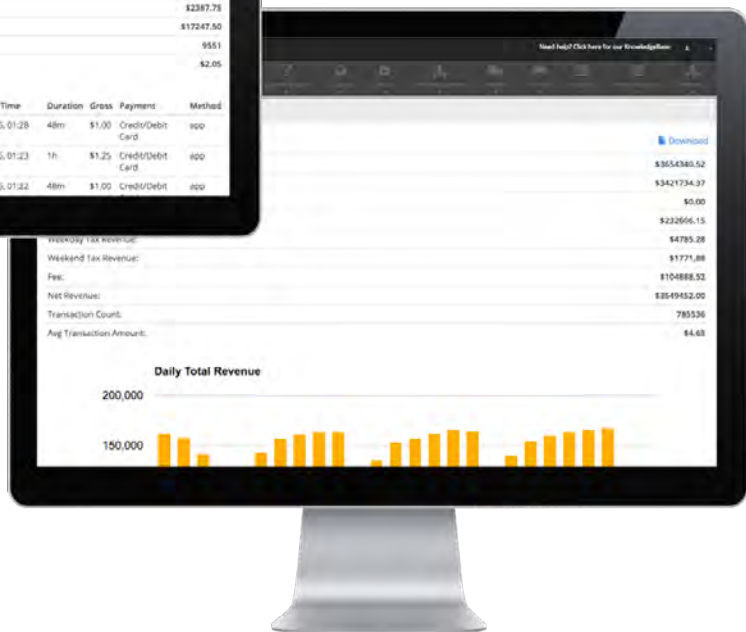 $2387.75
$17247.50
9551
$2.05
Time Duration Gross Payment Method
01:28 48m $1.00 Credit/Debit Card app
01:23 1h $1.25 Credit/Debit Card app
01:22 48m $1.00 Credit/Debit app
Need help? Click here for our KnowledgeBase
Download
$3654340.52
$3421734.37
$0.00
$232606.15
Weekday Tax Revenue: $4785.28
Weekend Tax Revenue: $1771.88
Fee: $104888.52
Net Revenue: $3549452.00
Transaction Count: 785536
Avg Transaction Amount: $4.65
Daily Total Revenue
200,000
150,000